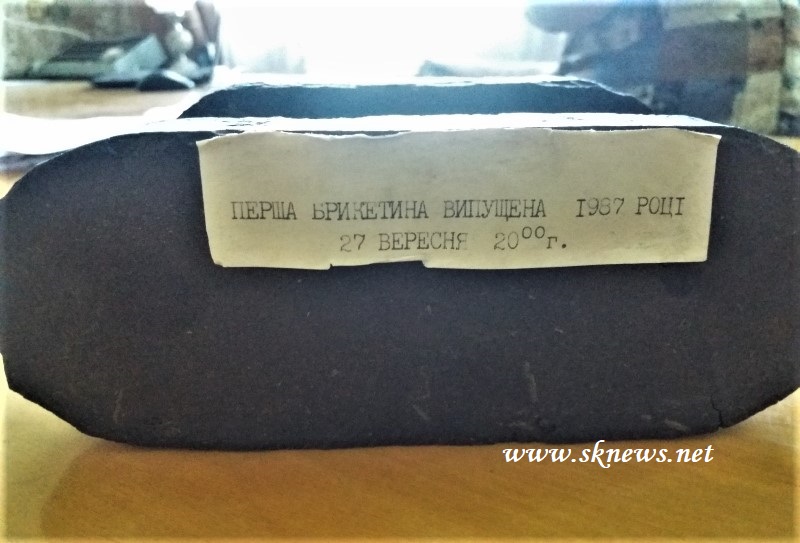 ПЕРША БРИКЕТИНА ВИПУЩЕНА 1987 РОЦІ
27 ВЕРЕСНЯ 20⁰⁰г.
www.sknews.net